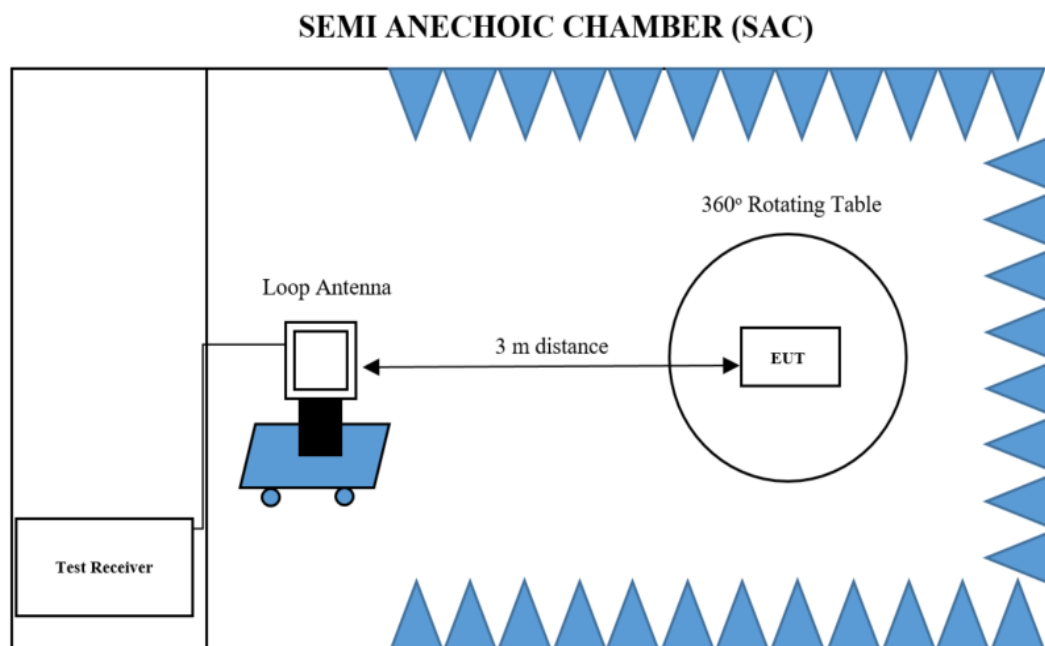 SEMI ANECHOIC CHAMBER (SAC)
360° Rotating Table
Loop Antenna
3 m distance
EUT
Test Receiver